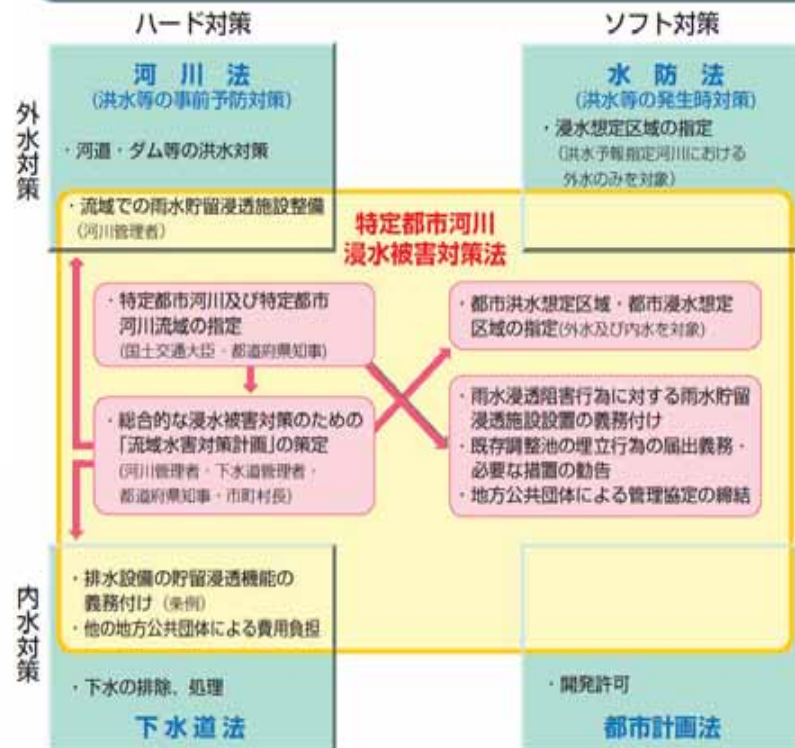 ハード対策
ソフト対策
外水対策
河川法
(洪水等の事前予防対策)
・河道・ダム等の洪水対策
・流域での雨水貯留浸透施設整備
(河川管理者)
水防法
(洪水等の発生時対策)
・浸水想定区域の指定
(洪水予報指定河川における
外水のみを対象)
特定都市河川
浸水被害対策法
・特定都市河川及び特定都市
河川流域の指定
(国土交通大臣・都道府県知事)
・総合的な浸水被害対策のための
「流域水害対策計画」の策定
(河川管理者・下水道管理者・
都道府県知事・市町村長)
・都市洪水想定区域・都市浸水想定
区域の指定(外水及び内水を対象)
・雨水浸透阻害行為に対する雨水貯留
浸透施設設置の義務付け
・既存調整池の埋立行為の届出義務・
必要な措置の勧告
・地方公共団体による管理協定の締結
内水対策
・排水設備の貯留浸透機能の
義務付け(条例)
・他の地方公共団体による費用負担
・下水の排除、処理
下水道法
・開発許可
都市計画法